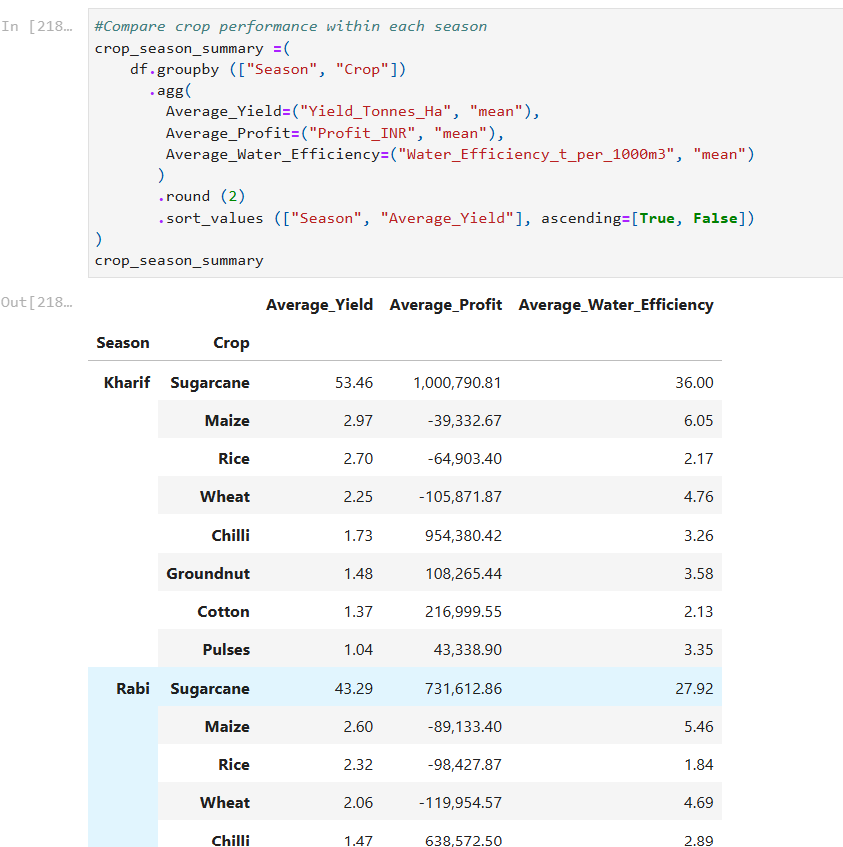 In [218…
#Compare crop performance within each season
crop_season_summary =(
    df.groupby (["Season", "Crop"])
      .agg(
        Average_Yield=("Yield_Tonnes_Ha", "mean"),
        Average_Profit=("Profit_INR", "mean"),
        Average_Water_Efficiency=("Water_Efficiency_t_per_1000m3", "mean")
       )
       .round (2)
       .sort_values (["Season", "Average_Yield"], ascending=[True, False])
)
crop_season_summary
Out[218…
Average_Yield Average_Profit Average_Water_Efficiency
Season Crop
Kharif Sugarcane 53.46 1,000,790.81 36.00
Maize 2.97 -39,332.67 6.05
Rice 2.70 -64,903.40 2.17
Wheat 2.25 -105,871.87 4.76
Chilli 1.73 954,380.42 3.26
Groundnut 1.48 108,265.44 3.58
Cotton 1.37 216,999.55 2.13
Pulses 1.04 43,338.90 3.35
Rabi Sugarcane 43.29 731,612.86 27.92
Maize 2.60 -89,133.40 5.46
Rice 2.32 -98,427.87 1.84
Wheat 2.06 -119,954.57 4.69
Chilli 1.47 638,572.50 2.89